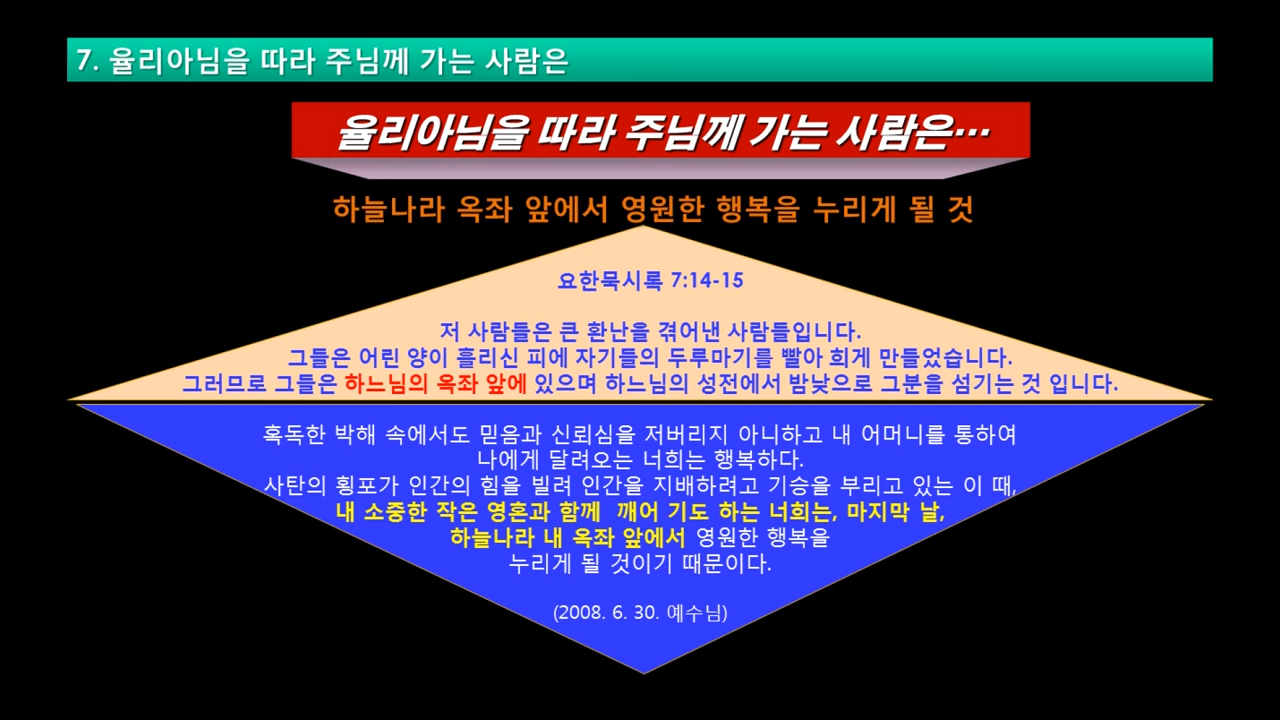 7. 율리아님을 따라 주님께 가는 사람은
율리아님을 따라 주님께 가는 사람은…
하늘나라 옥좌 앞에서 영원한 행복을 누리게 될 것
요한묵시록 7:14-15
저 사람들은 큰 환난을 겪어낸 사람들입니다.
그들은 어린 양이 흘리신 피에 자기들의 두루마기를 빨아 희게 만들었습니다.
그러므로 그들은 하느님의 옥좌 앞에 있으며 하느님의 성전에서 밤낮으로 그분을 섬기는 것 입니다.
혹독한 박해 속에서도 믿음과 신뢰심을 저버리지 아니하고 내 어머니를 통하여
나에게 달려오는 너희는 행복하다.
사탄의 횡포가 인간의 힘을 빌려 인간을 지배하려고 기승을 부리고 있는 이 때,
내 소중한 작은 영혼과 함께 깨어 기도 하는 너희는, 마지막 날,
하늘나라 내 옥좌 앞에서 영원한 행복을
누리게 될 것이기 때문이다.
(2008. 6. 30. 예수님)